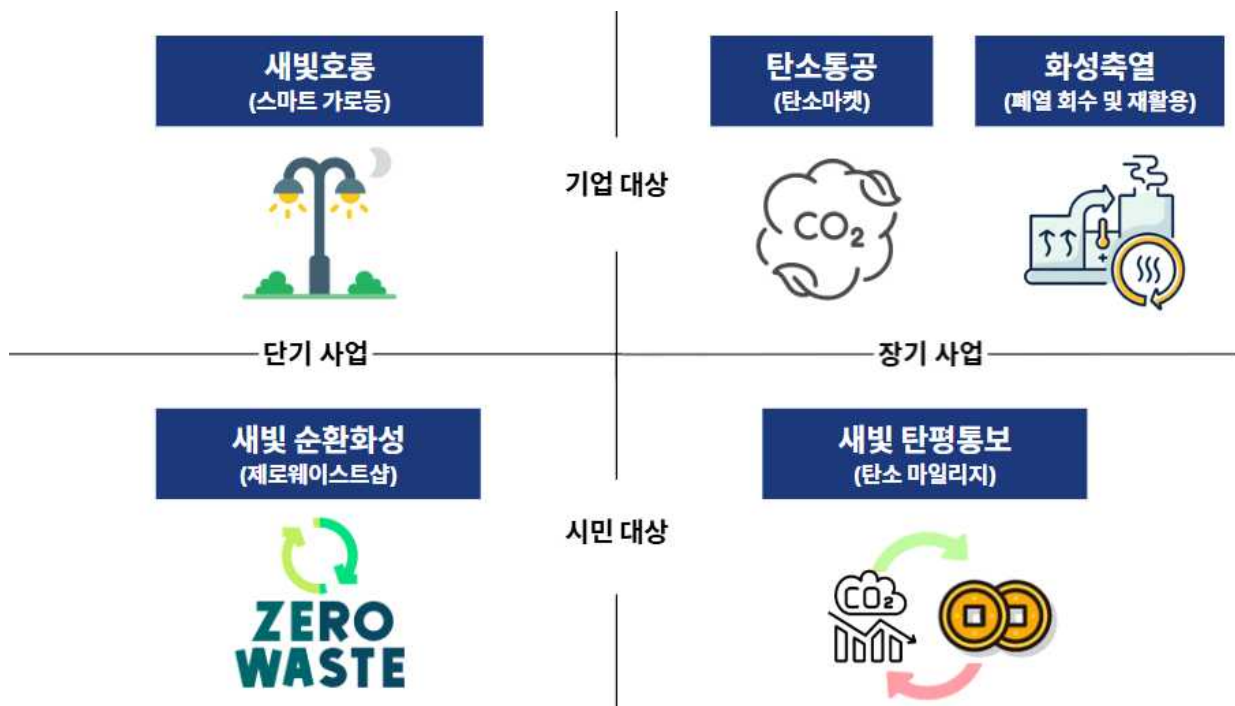 새빛호롱
(스마트 가로등)
탄소통공
(탄소마켓)
화성축열
(폐열 회수 및 재활용)
기업 대상
CO₂
단기 사업
장기 사업
새빛 순환화성
(제로웨이스트샵)
새빛 탄평통보
(탄소 마일리지)
시민 대상
ZERO
WASTE
CO₂